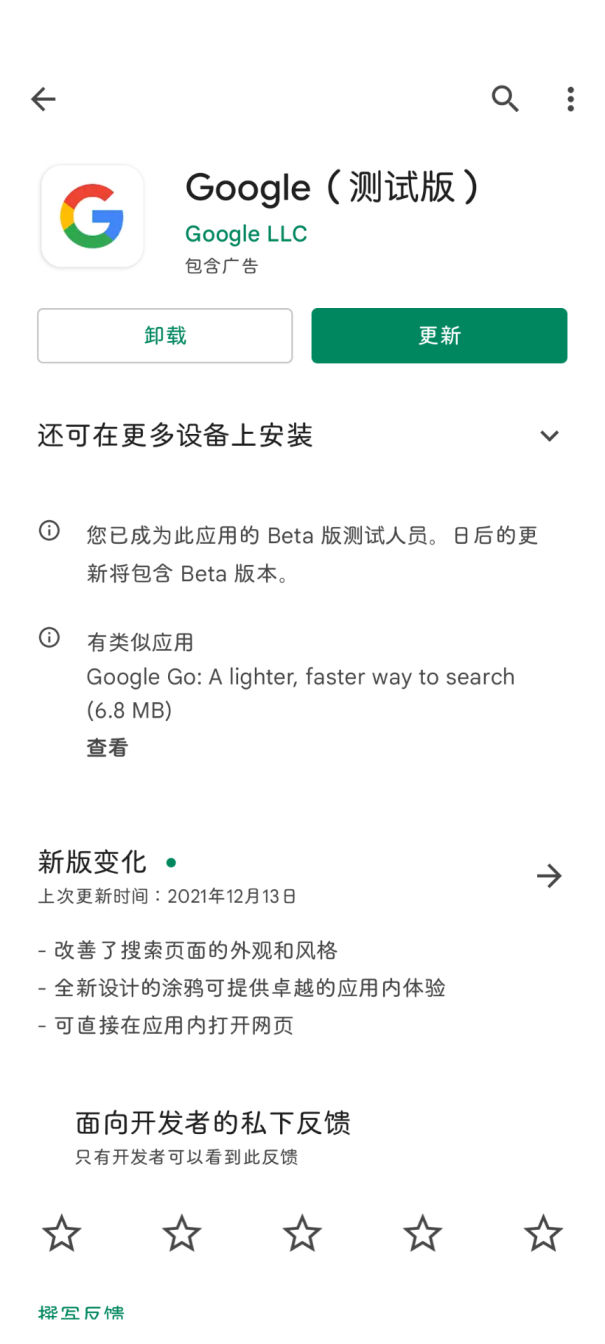 Google（测试版）
Google LLC
包含广告
卸载
更新
还可在更多设备上安装
您已成为此应用的 Beta 版测试人员。日后的更
新将包含 Beta 版本。
有类似应用
Google Go: A lighter, faster way to search
(6.8 MB)
查看
新版变化
上次更新时间：2021年12月13日
- 改善了搜索页面的外观和风格
- 全新设计的涂鸦可提供卓越的应用内体验
- 可直接在应用内打开网页
面向开发者的私下反馈
只有开发者可以看到此反馈
撰写反馈